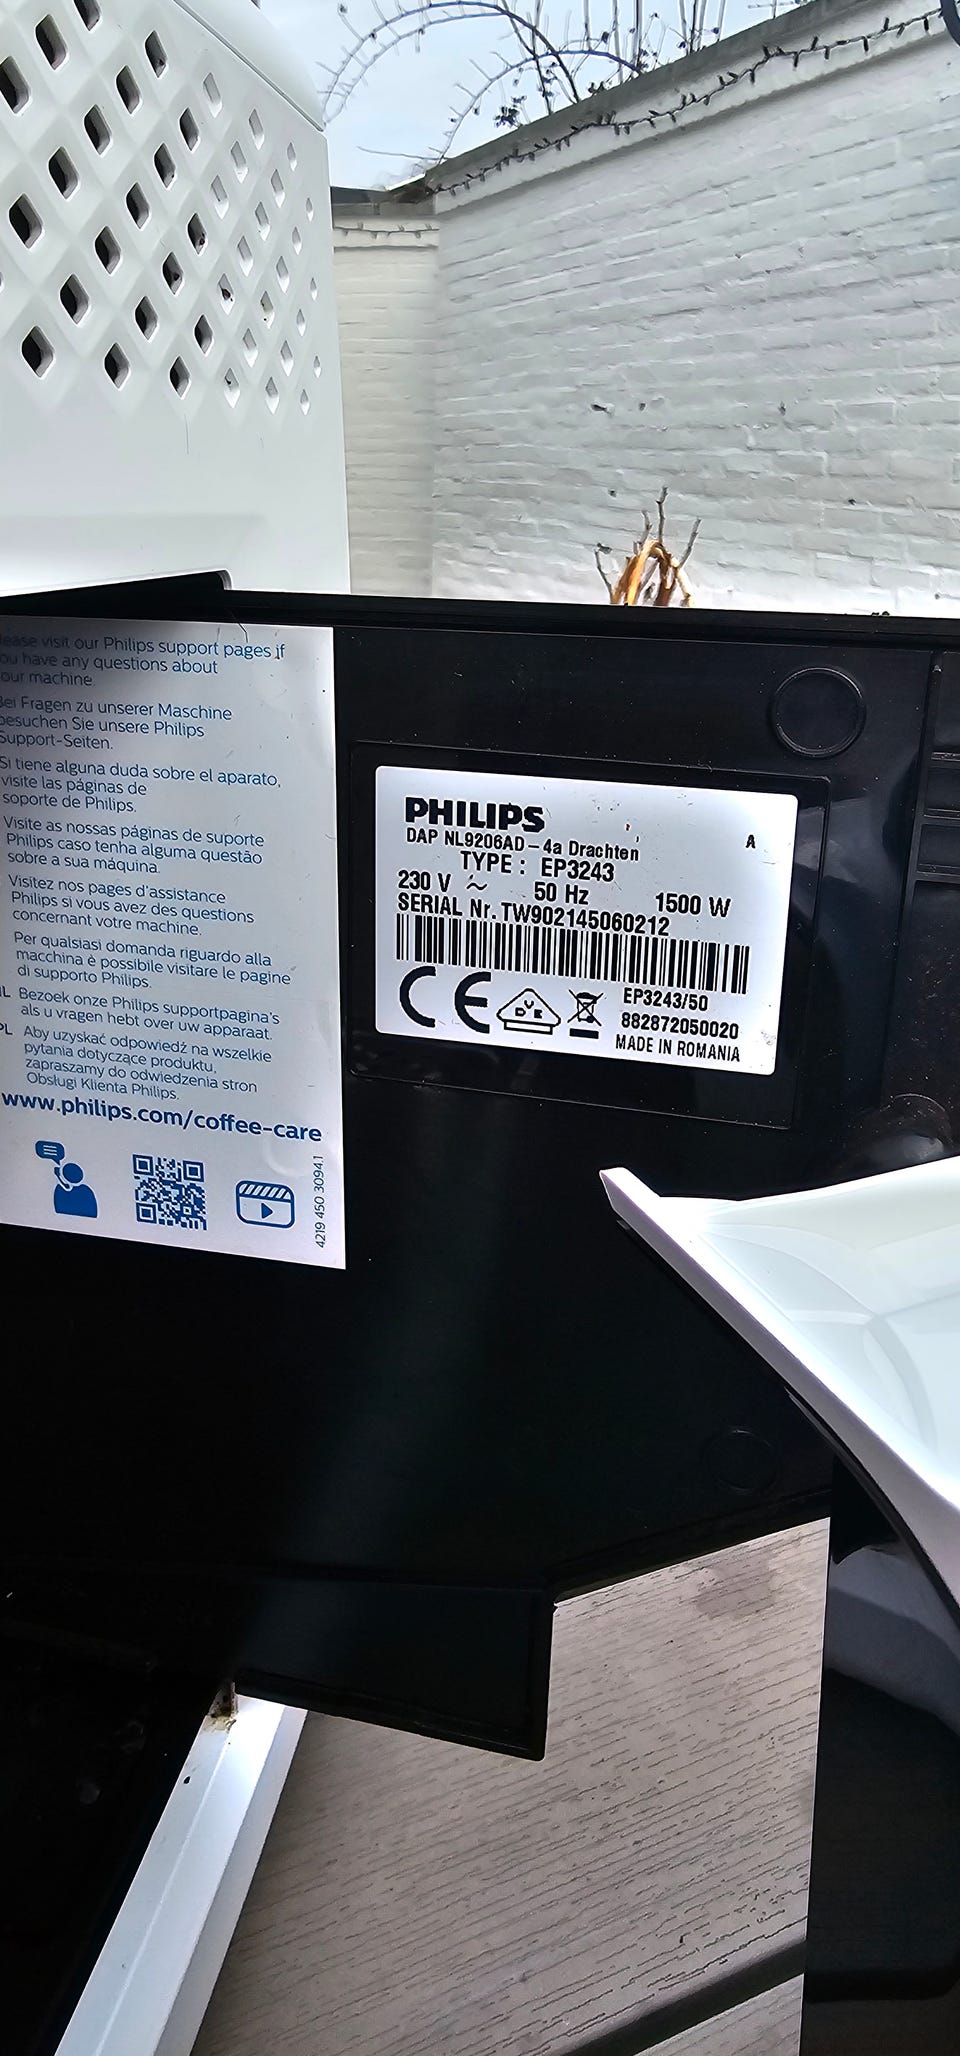 ease visit our Philips support pages if
ou have any questions about
our machine.
Bei Fragen zu unserer Maschine
besuchen Sie unsere Philips
Support-Seiten.
Si tiene alguna duda sobre el aparato,
visite las páginas de
soporte de Philips.
Visite as nossas páginas de suporte
Philips caso tenha alguma questão
sobre a sua máquina.
Visitez nos pages d'assistance
Philips si vous avez des questions
concernant votre machine.
Per qualsiasi domanda riguardo alla
macchina è possibile visitare le pagine
di supporto Philips.
NL Bezoek onze Philips supportpagina's
als u vragen hebt over uw apparaat.
PL Aby uzyskać odpowiedź na wszelkie
pytania dotyczące produktu,
zapraszamy do odwiedzenia stron
Obsługi Klienta Philips.
www.philips.com/coffee-care
4219 450 3094.1
PHILIPS
DAP NL9206AD-4a Drachten A
TYPE: EP3243
230 V ~ 50 Hz 1500 W
SERIAL Nr. TW902145060212
CE DVE EP3243/50
882872050020
MADE IN ROMANIA